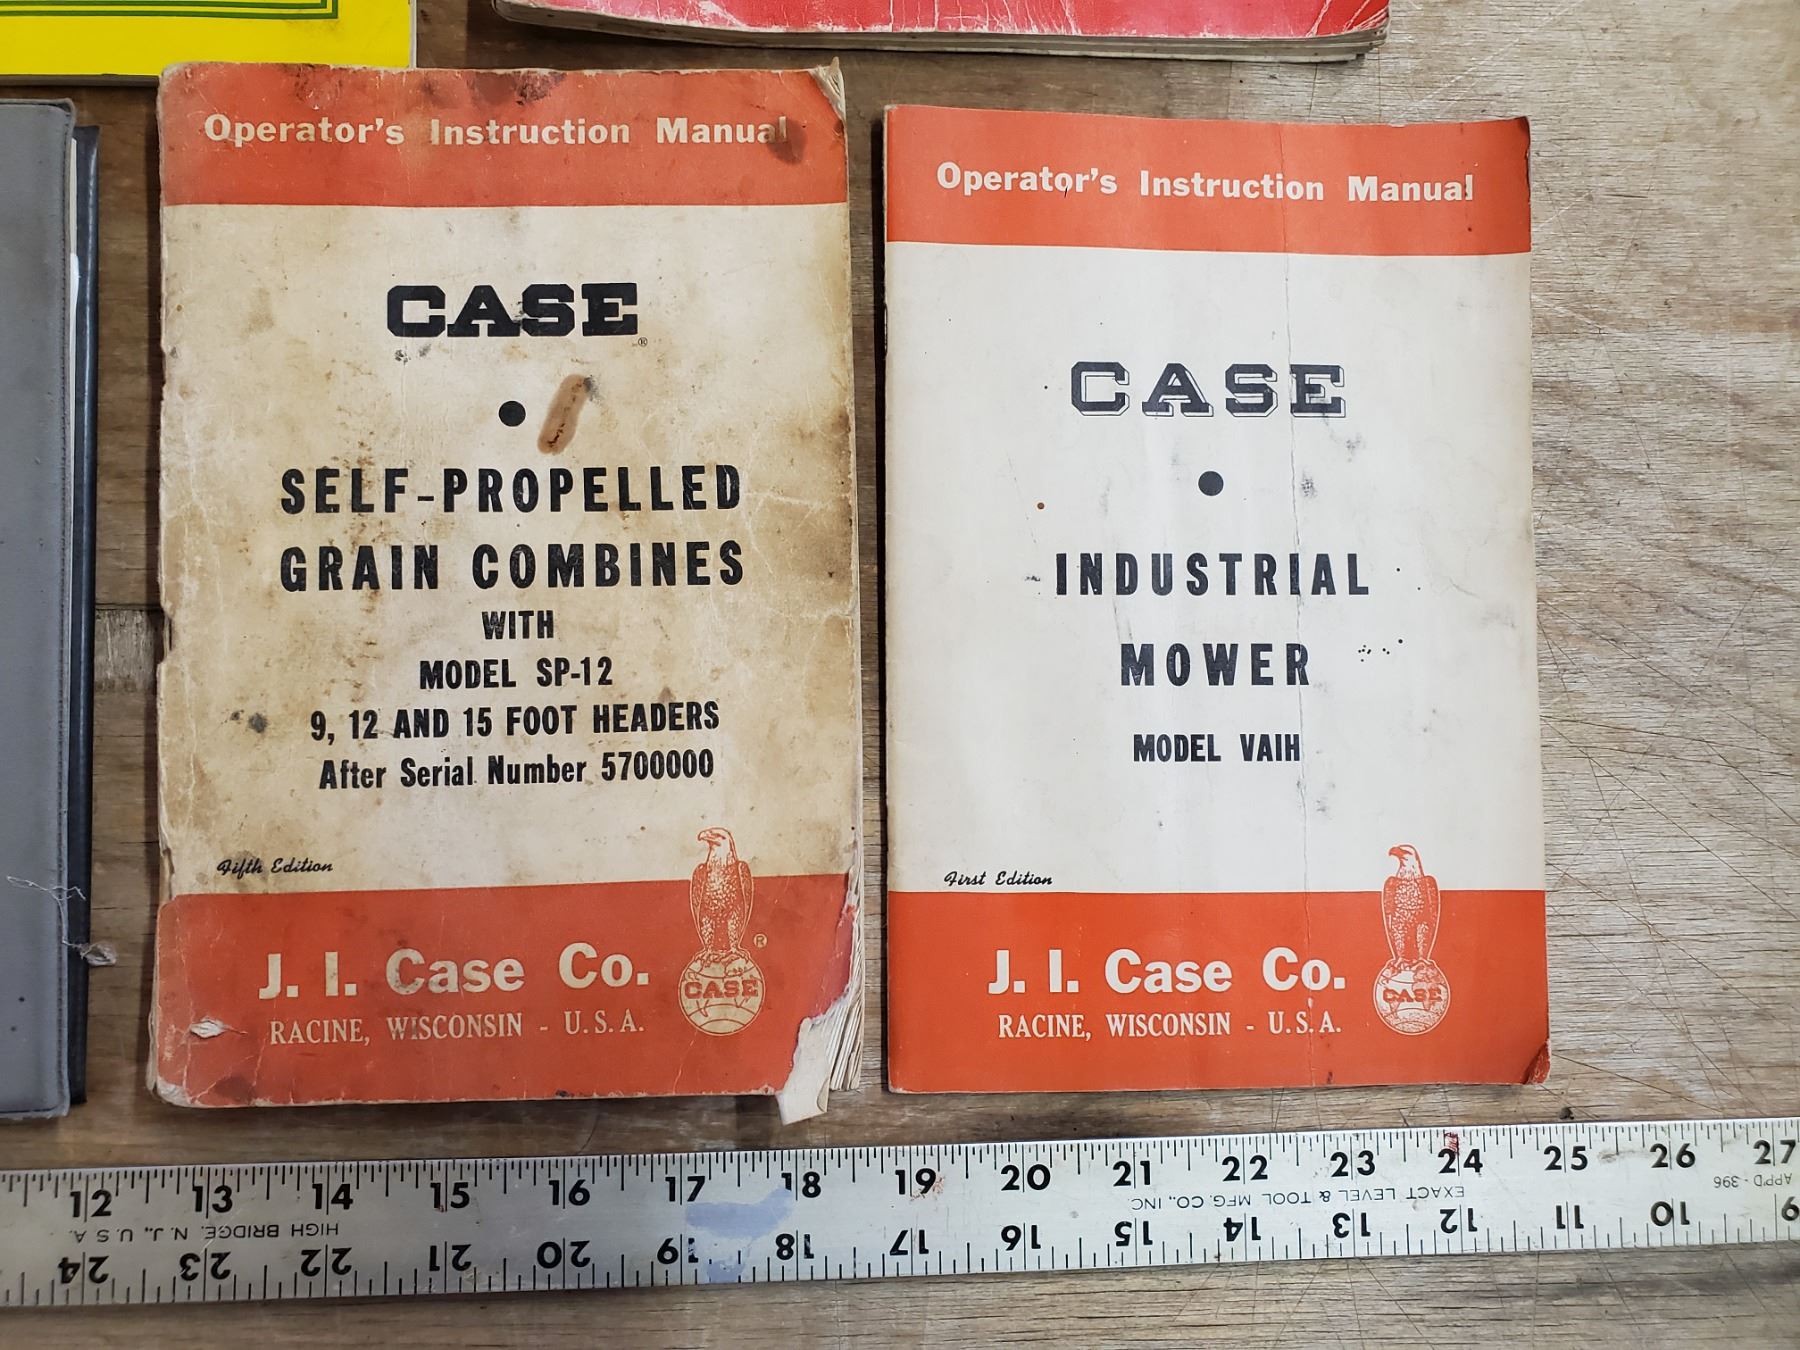 Operator's Instruction Manual
CASE®
SELF-PROPELLED
GRAIN COMBINES
WITH
MODEL SP-12
9, 12 AND 15 FOOT HEADERS
After Serial Number 5700000
Fifth Edition
J. I. Case Co.
RACINE, WISCONSIN - U.S.A.
®
CASE
Operator's Instruction Manual
CASE
INDUSTRIAL
MOWER
MODEL VAIH
First Edition
J. I. Case Co.
RACINE, WISCONSIN - U.S.A.
CASE
12 13 14 15 16 17 18 19 20 21 22 23 24 25 26 27
HIGH BRIDGE, N.J., U.S.A.
EXACT LEVEL & TOOL MFG. CO., INC.
APP'D - 396
24 23 22 21 20 19 18 17 16 15 14 13 12 11 10 9